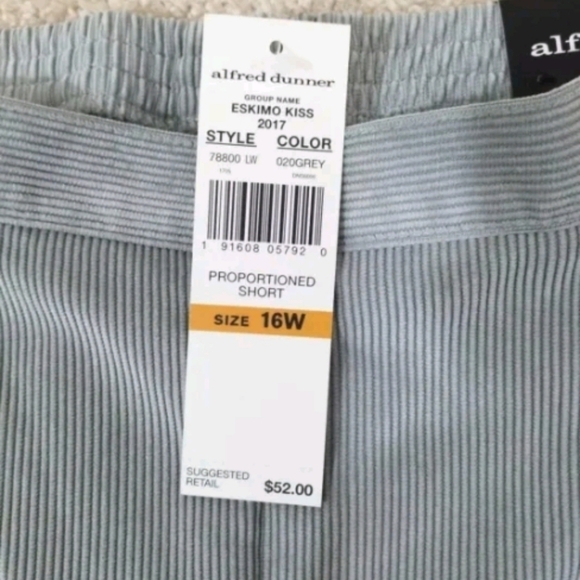 alfred dunner
GROUP NAME
ESKIMO KISS
2017
STYLE COLOR
78800 LW 020GREY
1 91608 05792 0
PROPORTIONED
SHORT
SIZE 16W
SUGGESTED
RETAIL $52.00
alf